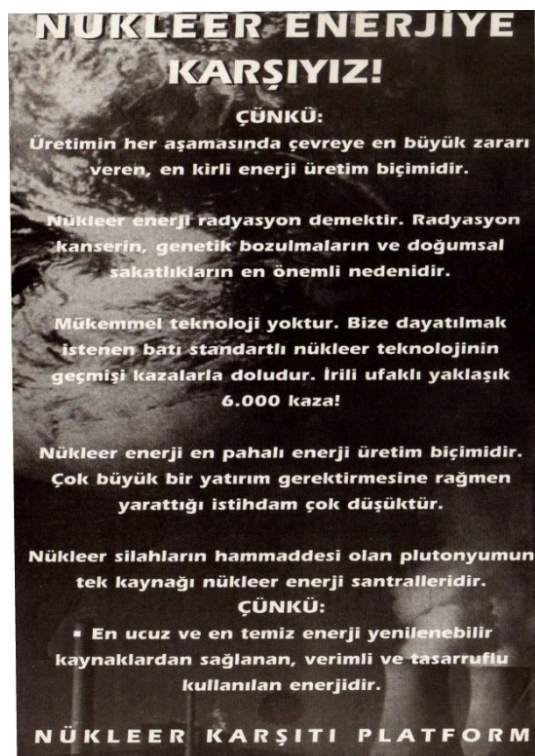 NÜKLEER ENERJİYE
KARŞIYIZ!
ÇÜNKÜ:
Üretimin her aşamasında çevreye en büyük zararı
veren, en kirli enerji üretim biçimidir.
Nükleer enerji radyasyon demektir. Radyasyon
kanserin, genetik bozulmaların ve doğumsal
sakatlıkların en önemli nedenidir.
Mükemmel teknoloji yoktur. Bize dayatılmak
istenen batı standartlı nükleer teknolojinin
geçmişi kazalarla doludur. İrili ufaklı yaklaşık
6.000 kaza!
Nükleer enerji en pahalı enerji üretim biçimidir.
Çok büyük bir yatırım gerektirmesine rağmen
yarattığı istihdam çok düşüktür.
Nükleer silahların hammaddesi olan plutonyumun
tek kaynağı nükleer enerji santralleridir.
ÇÜNKÜ:
▪ En ucuz ve en temiz enerji yenilenebilir
kaynaklardan sağlanan, verimli ve tasarruflu
kullanılan enerjidir.
NÜKLEER KARŞITI PLATFORM